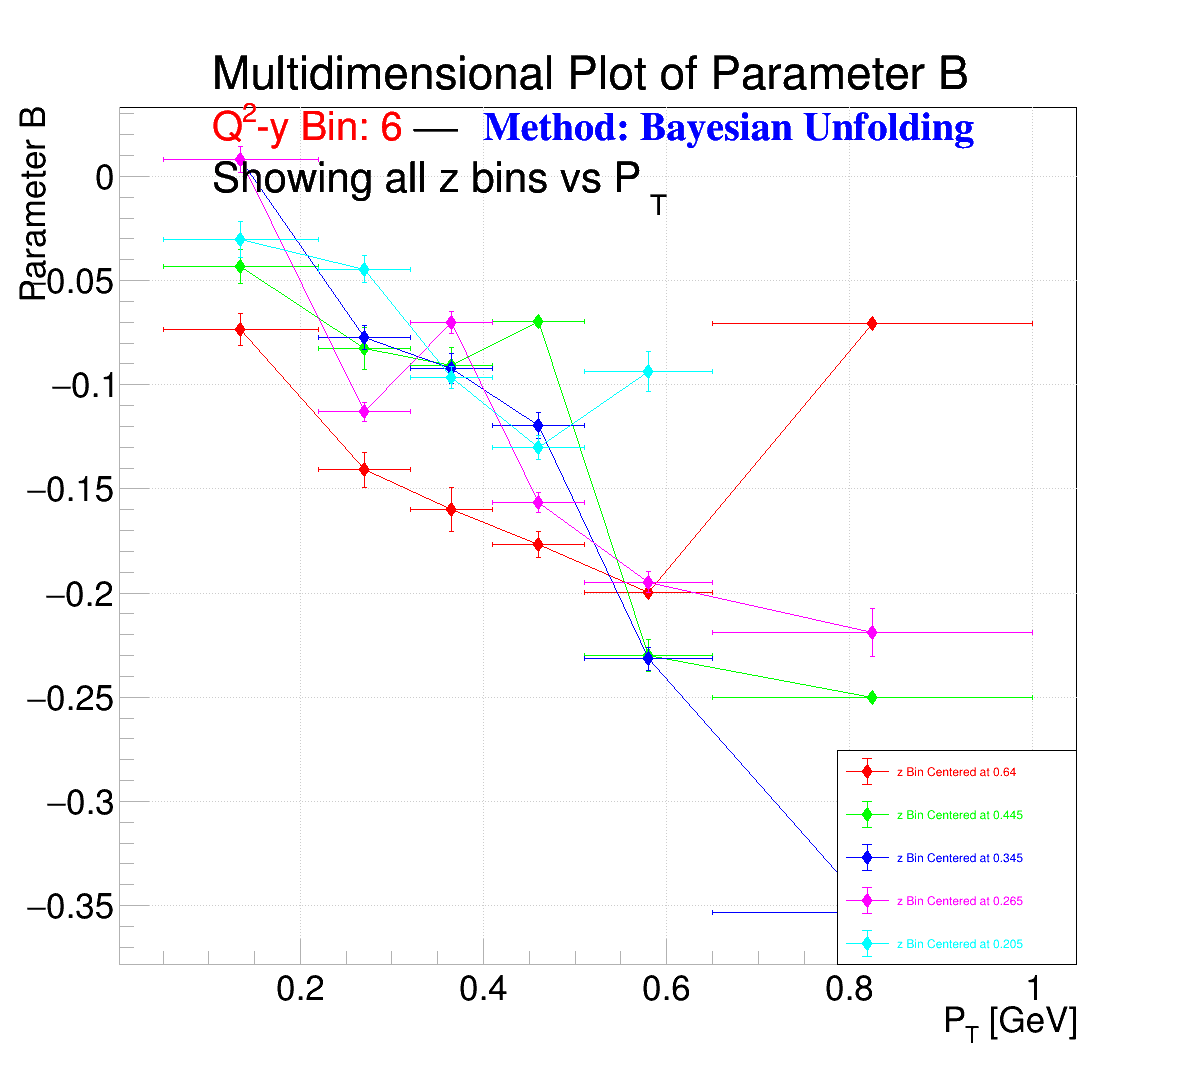 Multidimensional Plot of Parameter B
Q²-y Bin: 6 — Method: Bayesian Unfolding
Showing all z bins vs P_T
Parameter B
0
−0.05
−0.1
−0.15
−0.2
−0.25
−0.3
−0.35
z Bin Centered at 0.64
z Bin Centered at 0.445
z Bin Centered at 0.345
z Bin Centered at 0.265
z Bin Centered at 0.205
0.2 0.4 0.6 0.8 1
P_T [GeV]